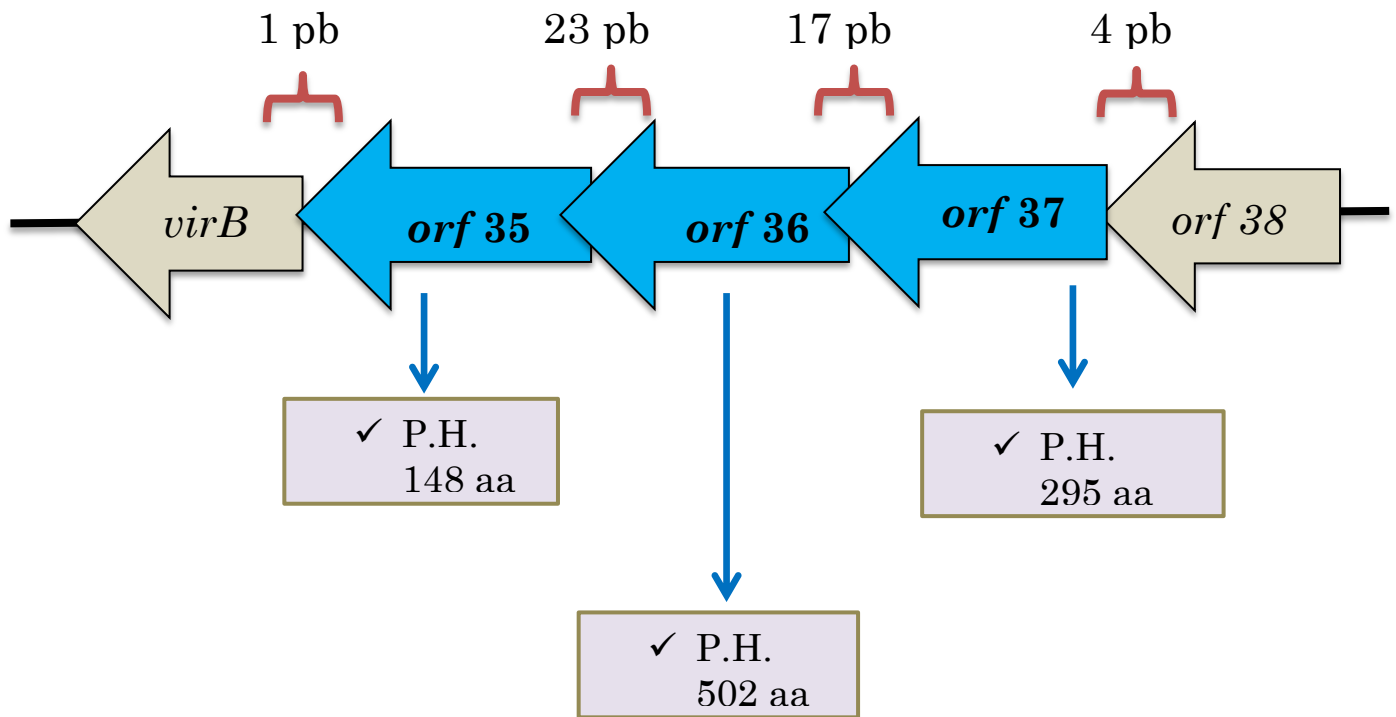 1 pb
23 pb
17 pb
4 pb
virB
orf 35
orf 36
orf 37
orf 38
✓ P.H.
148 aa
✓ P.H.
295 aa
✓ P.H.
502 aa